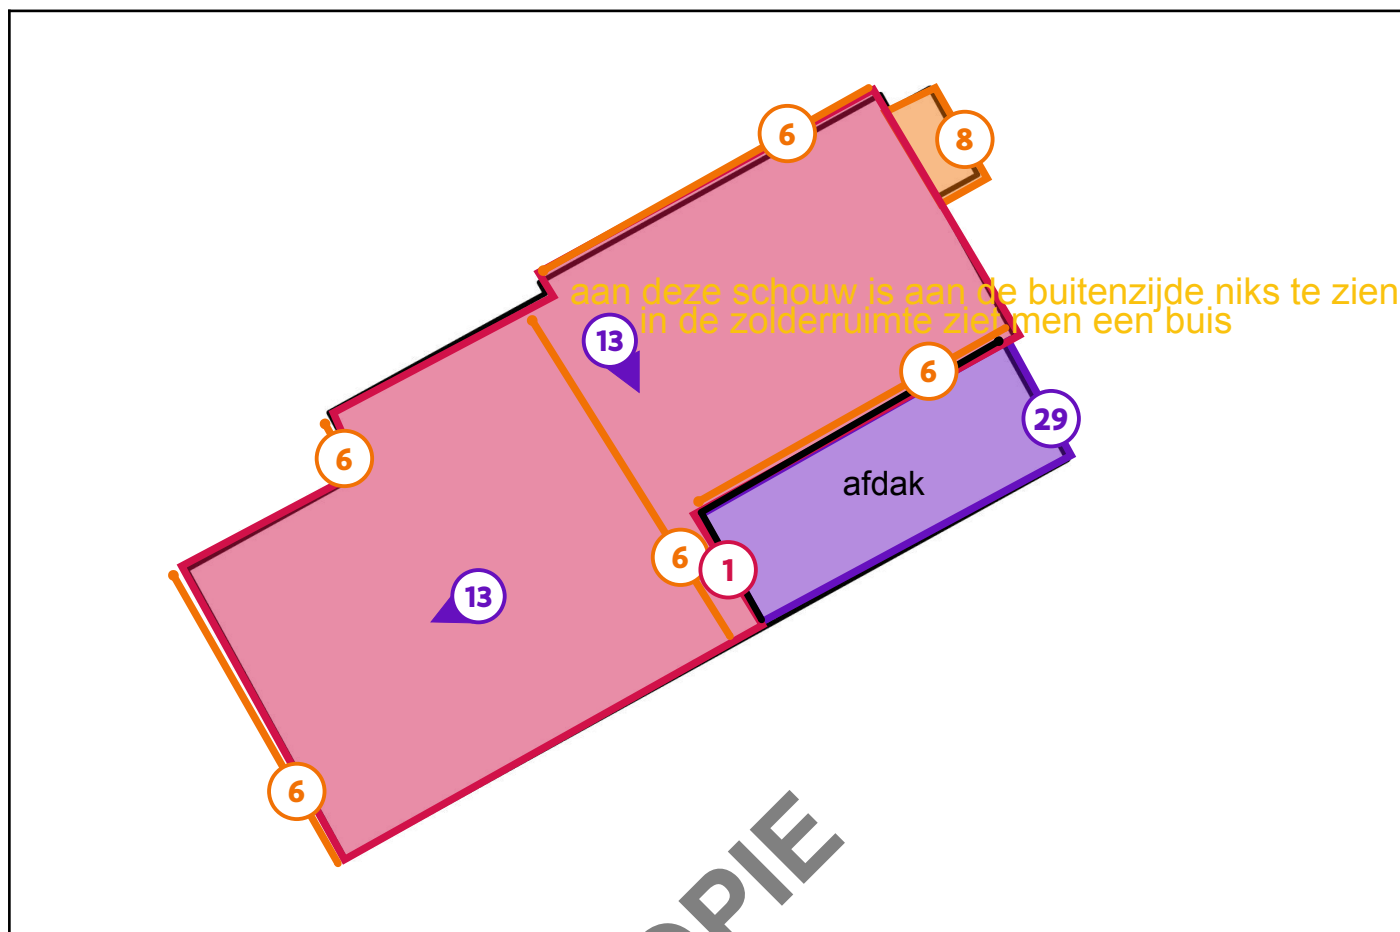 6
8
aan deze schouw is aan de buitenzijde niks te zien
in de zolderruimte ziet men een buis
13
6
29
6
afdak
6
1
13
6
OPIE